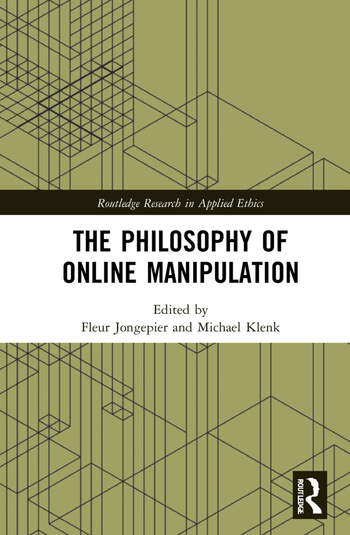 Routledge Research in Applied Ethics
THE PHILOSOPHY OF
ONLINE MANIPULATION
Edited by
Fleur Jongepier and Michael Klenk
ROUTLEDGE